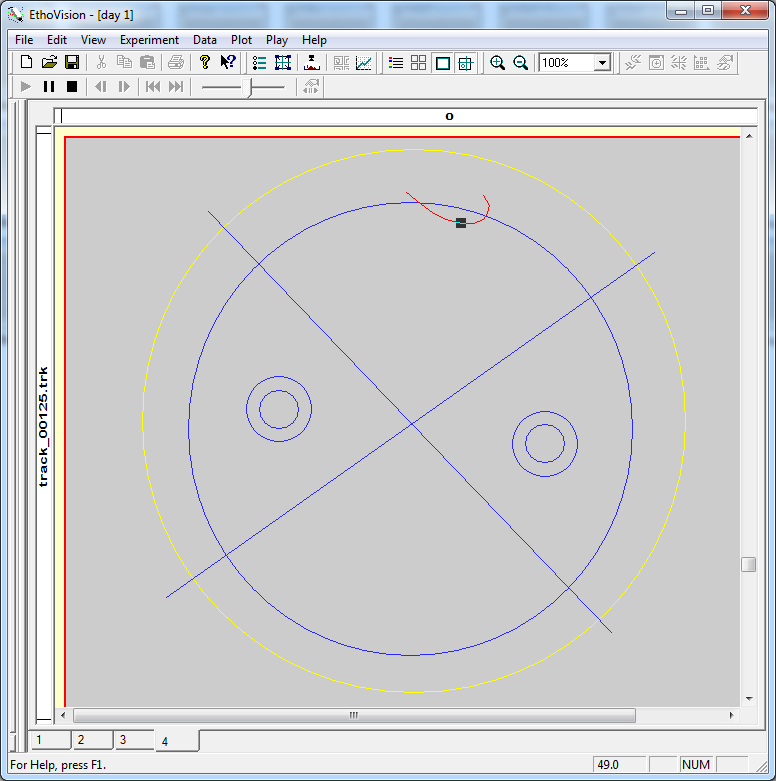 EthoVision - [day 1]
File Edit View Experiment Data Plot Play Help
100%
o
track_00125.trk
1 2 3 4
For Help, press F1. 49.0 NUM